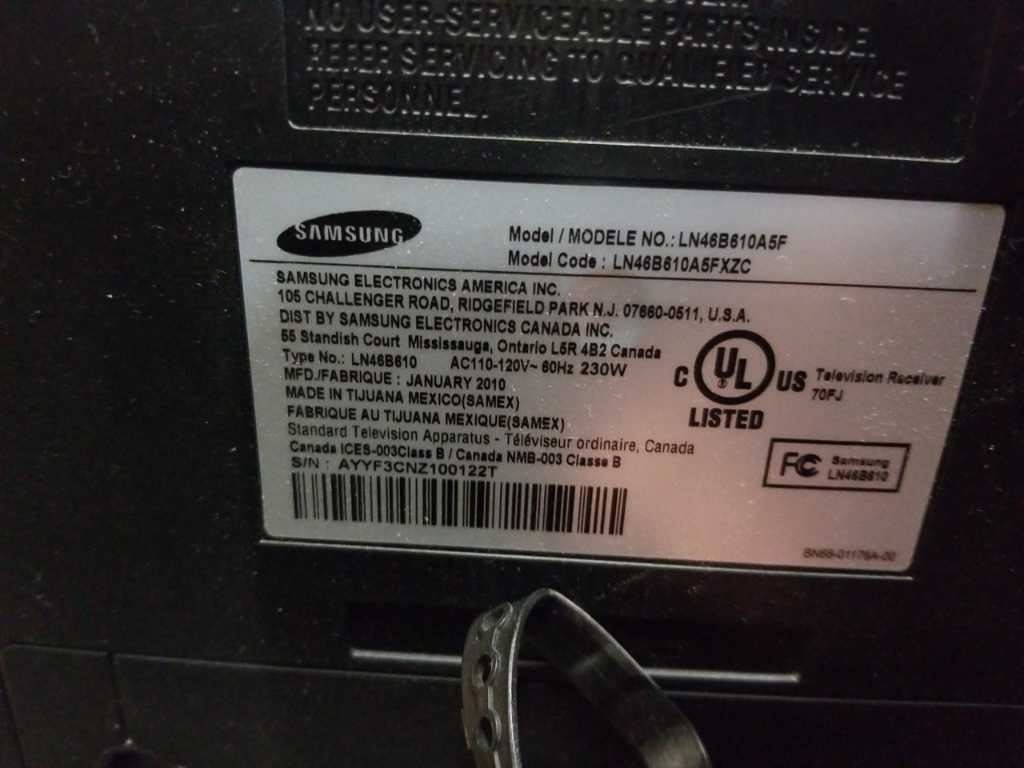 NO USER-SERVICEABLE PARTS INSIDE.
REFER SERVICING TO QUALIFIED SERVICE
PERSONNEL.
SAMSUNG
Model / MODELE NO.: LN46B610A5F
Model Code : LN46B610A5FXZC
SAMSUNG ELECTRONICS AMERICA INC.
105 CHALLENGER ROAD, RIDGEFIELD PARK N.J. 07660-0511, U.S.A.
DIST BY SAMSUNG ELECTRONICS CANADA INC.
55 Standish Court Mississauga, Ontario L5R 4B2 Canada
Type No.: LN46B610 AC110-120V~ 60Hz 230W
MFD./FABRIQUE : JANUARY 2010
MADE IN TIJUANA MEXICO(SAMEX)
FABRIQUE AU TIJUANA MEXIQUE(SAMEX)
Standard Television Apparatus - Téléviseur ordinaire, Canada
Canada ICES-003Class B / Canada NMB-003 Classe B
S/N : AYYF3CNZ100122T
C UL ® US
LISTED
Television Receiver
70FJ
FC Samsung
LN46B610
BN68-01176A-00